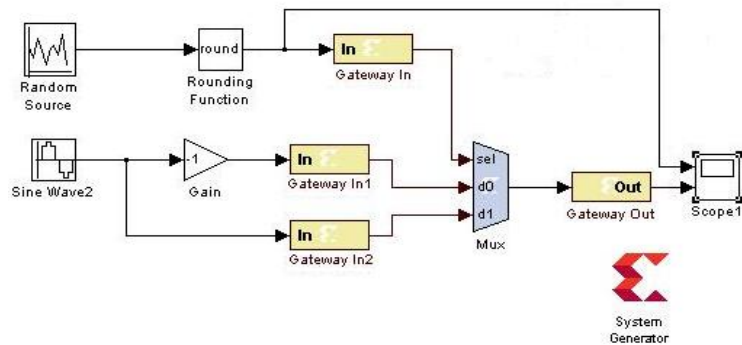 Random
Source
round
Rounding
Function
In
Gateway In
Sine Wave2
-1
Gain
In
Gateway In1
In
Gateway In2
sel
d0
d1
Mux
Out
Gateway Out
Scope1
System
Generator